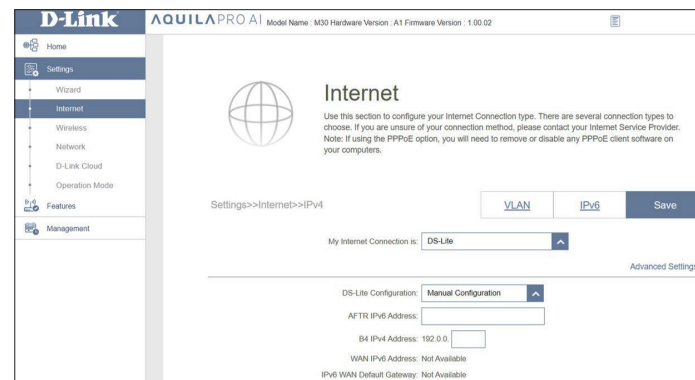 D-Link
AQUILA PRO AI Model Name : M30 Hardware Version : A1 Firmware Version : 1.00.02
Home
Settings
Wizard
Internet
Wireless
Network
D-Link Cloud
Operation Mode
Features
Management
Internet
Use this section to configure your Internet Connection type. There are several connection types to
choose. If you are unsure of your connection method, please contact your Internet Service Provider.
Note: If using the PPPoE option, you will need to remove or disable any PPPoE client software on
your computers.
Settings>>Internet>>IPv4
VLAN
IPv6
Save
My Internet Connection is: DS-Lite
Advanced Settings
DS-Lite Configuration: Manual Configuration
AFTR IPv6 Address:
B4 IPv4 Address: 192.0.0.
WAN IPv6 Address: Not Available
IPv6 WAN Default Gateway: Not Available